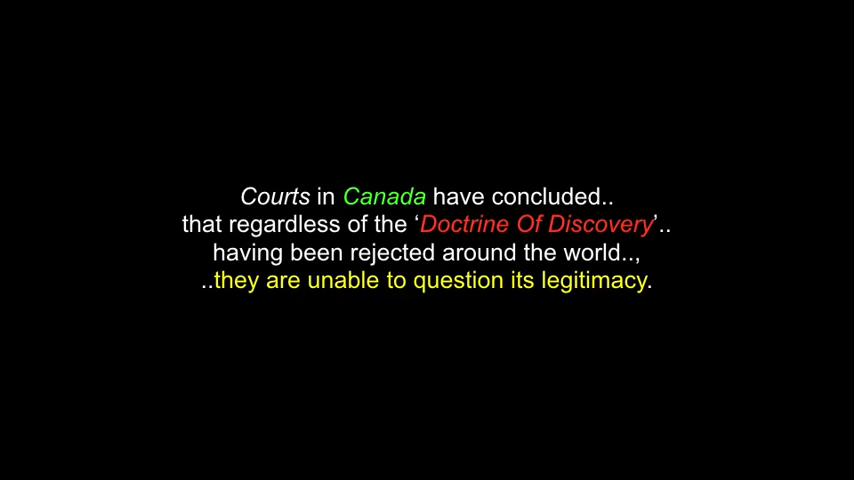 Courts in Canada have concluded..
that regardless of the ‘Doctrine Of Discovery’..
having been rejected around the world..,
..they are unable to question its legitimacy.